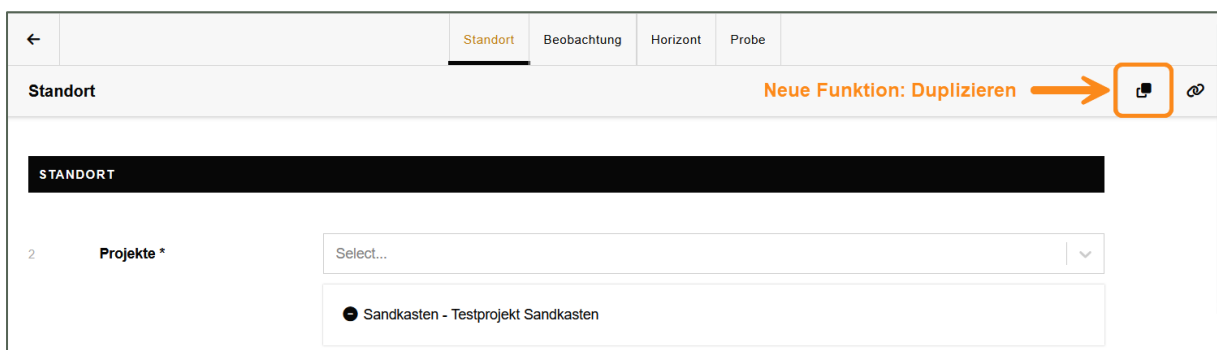 Standort Beobachtung Horizont Probe
Standort Neue Funktion: Duplizieren
STANDORT
2 Projekte * Select...
Sandkasten - Testprojekt Sandkasten